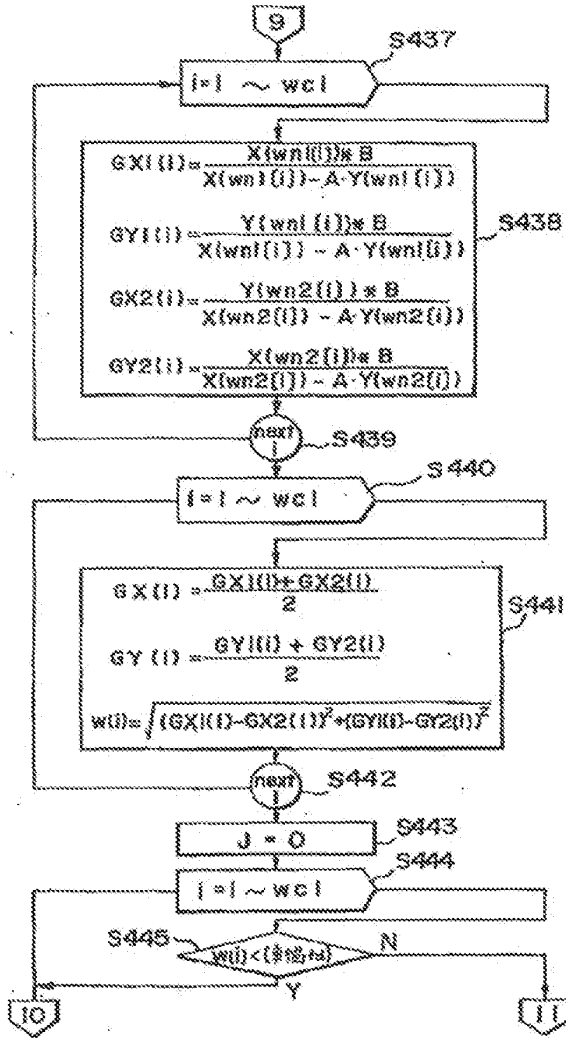 9
S437
i=1 ~ wc1
GX1(i)=X(wn1(i))*B
X(wn1(i))-A·Y(wn1(i))
GY1(i)=Y(wn1(i))*B
X(wn1(i))-A·Y(wn1(i))
S438
GX2(i)=Y(wn2(i))*B
X(wn2(i))-A·Y(wn2(i))
GY2(i)=X(wn2(i))*B
X(wn2(i))-A·Y(wn2(i))
next
i
S439
S440
i=1 ~ wc1
GX(i)=GX1(i)+GX2(i)
2
S441
GY(i)=GY1(i)+GY2(i)
2
w(i)=√(GX1(i)-GX2(i))²+(GY1(i)-GY2(i))²
next
i
S442
J=0
S443
S444
i=1 ~ wc1
S445
W(i)<
N
Y
10
11